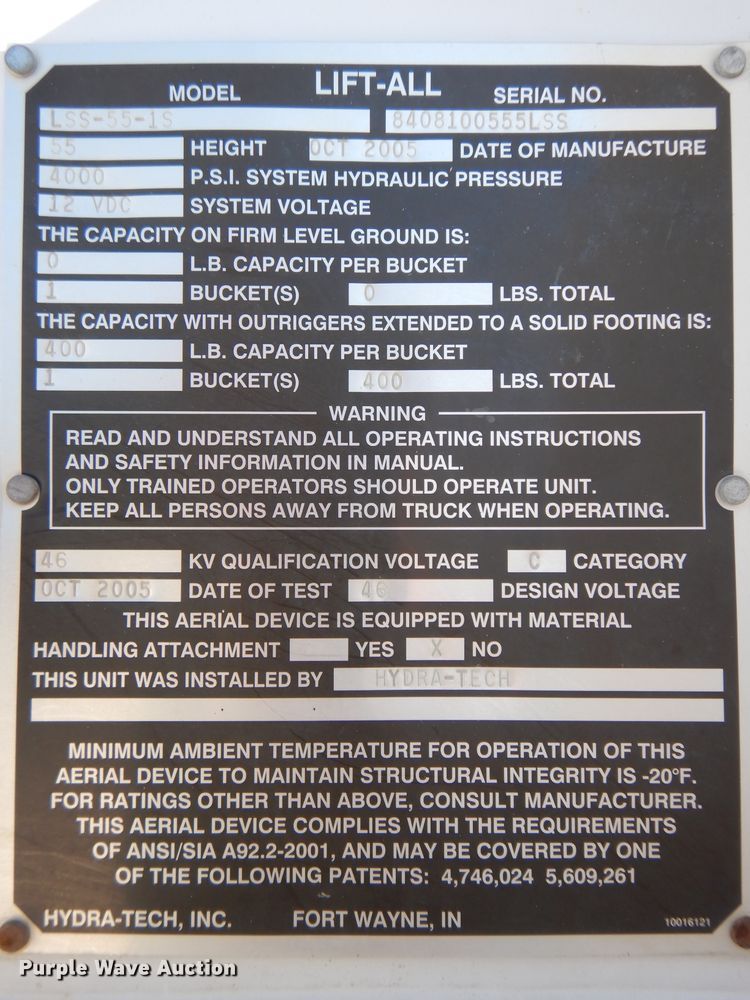 LIFT-ALL
MODEL SERIAL NO.
LSS-55-1S 8408100555LSS
55 HEIGHT OCT 2005 DATE OF MANUFACTURE
4000 P.S.I. SYSTEM HYDRAULIC PRESSURE
12 VDC SYSTEM VOLTAGE
THE CAPACITY ON FIRM LEVEL GROUND IS:
0 L.B. CAPACITY PER BUCKET
1 BUCKET(S) 0 LBS. TOTAL
THE CAPACITY WITH OUTRIGGERS EXTENDED TO A SOLID FOOTING IS:
400 L.B. CAPACITY PER BUCKET
1 BUCKET(S) 400 LBS. TOTAL
WARNING
READ AND UNDERSTAND ALL OPERATING INSTRUCTIONS
AND SAFETY INFORMATION IN MANUAL.
ONLY TRAINED OPERATORS SHOULD OPERATE UNIT.
KEEP ALL PERSONS AWAY FROM TRUCK WHEN OPERATING.
46 KV QUALIFICATION VOLTAGE C CATEGORY
OCT 2005 DATE OF TEST 46 DESIGN VOLTAGE
THIS AERIAL DEVICE IS EQUIPPED WITH MATERIAL
HANDLING ATTACHMENT YES X NO
THIS UNIT WAS INSTALLED BY HYDRA-TECH
MINIMUM AMBIENT TEMPERATURE FOR OPERATION OF THIS
AERIAL DEVICE TO MAINTAIN STRUCTURAL INTEGRITY IS -20°F.
FOR RATINGS OTHER THAN ABOVE, CONSULT MANUFACTURER.
THIS AERIAL DEVICE COMPLIES WITH THE REQUIREMENTS
OF ANSI/SIA A92.2-2001, AND MAY BE COVERED BY ONE
OF THE FOLLOWING PATENTS: 4,746,024 5,609,261
HYDRA-TECH, INC. FORT WAYNE, IN 10016121
Purple Wave Auction